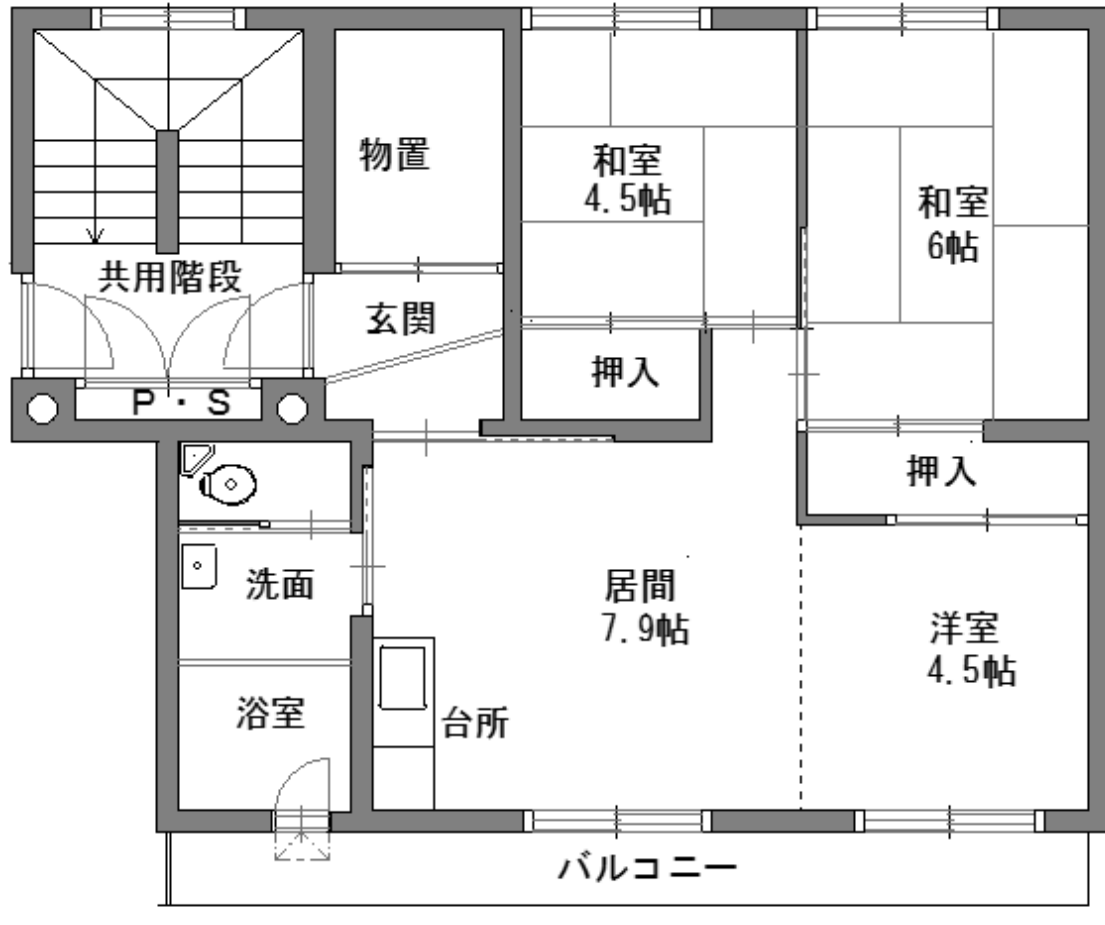 物置
和室
4.5帖
和室
6帖
共用階段
玄関
押入
P・S
押入
洗面
居間
7.9帖
洋室
4.5帖
浴室
台所
バルコニー